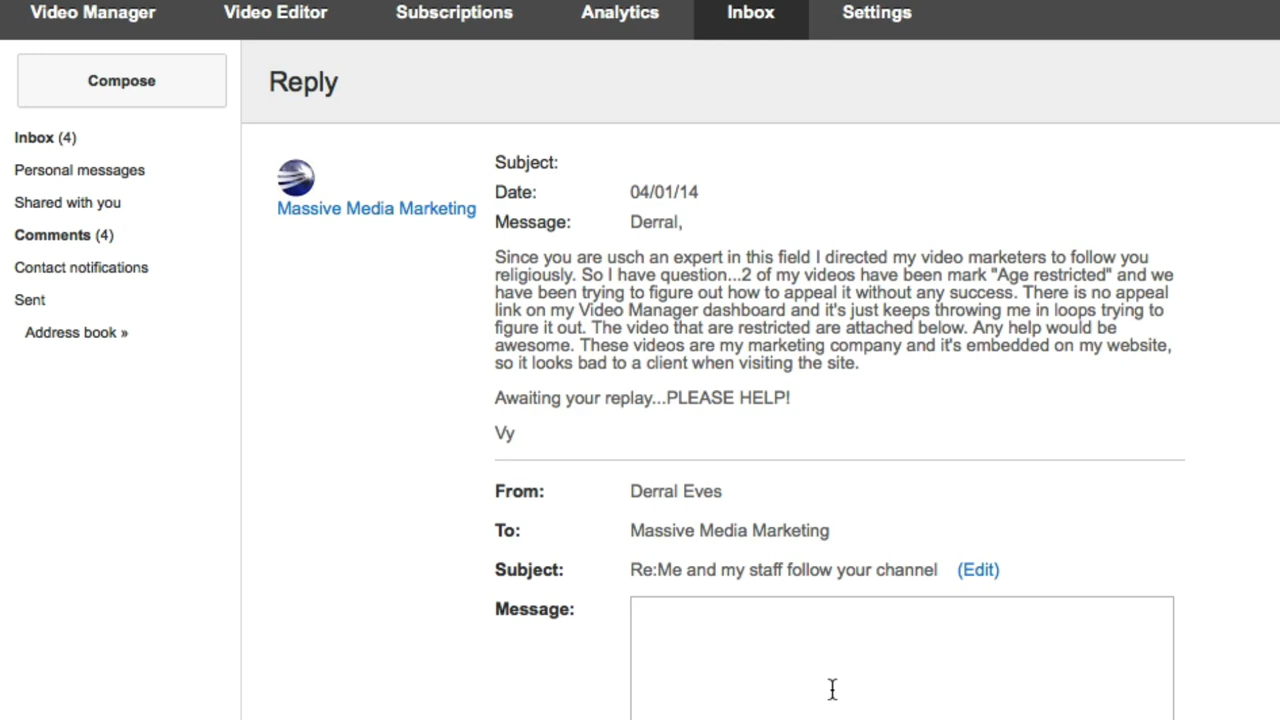 Video Manager Video Editor Subscriptions Analytics Inbox Settings
Compose
Inbox (4)
Personal messages
Shared with you
Comments (4)
Contact notifications
Sent
Address book »
Reply
Massive Media Marketing
Subject:
Date: 04/01/14
Message: Derral,
Since you are usch an expert in this field I directed my video marketers to follow you
religiously. So I have question...2 of my videos have been mark "Age restricted" and we
have been trying to figure out how to appeal it without any success. There is no appeal
link on my Video Manager dashboard and it's just keeps throwing me in loops trying to
figure it out. The video that are restricted are attached below. Any help would be
awesome. These videos are my marketing company and it's embedded on my website,
so it looks bad to a client when visiting the site.
Awaiting your replay...PLEASE HELP!
Vy
From: Derral Eves
To: Massive Media Marketing
Subject: Re:Me and my staff follow your channel (Edit)
Message: